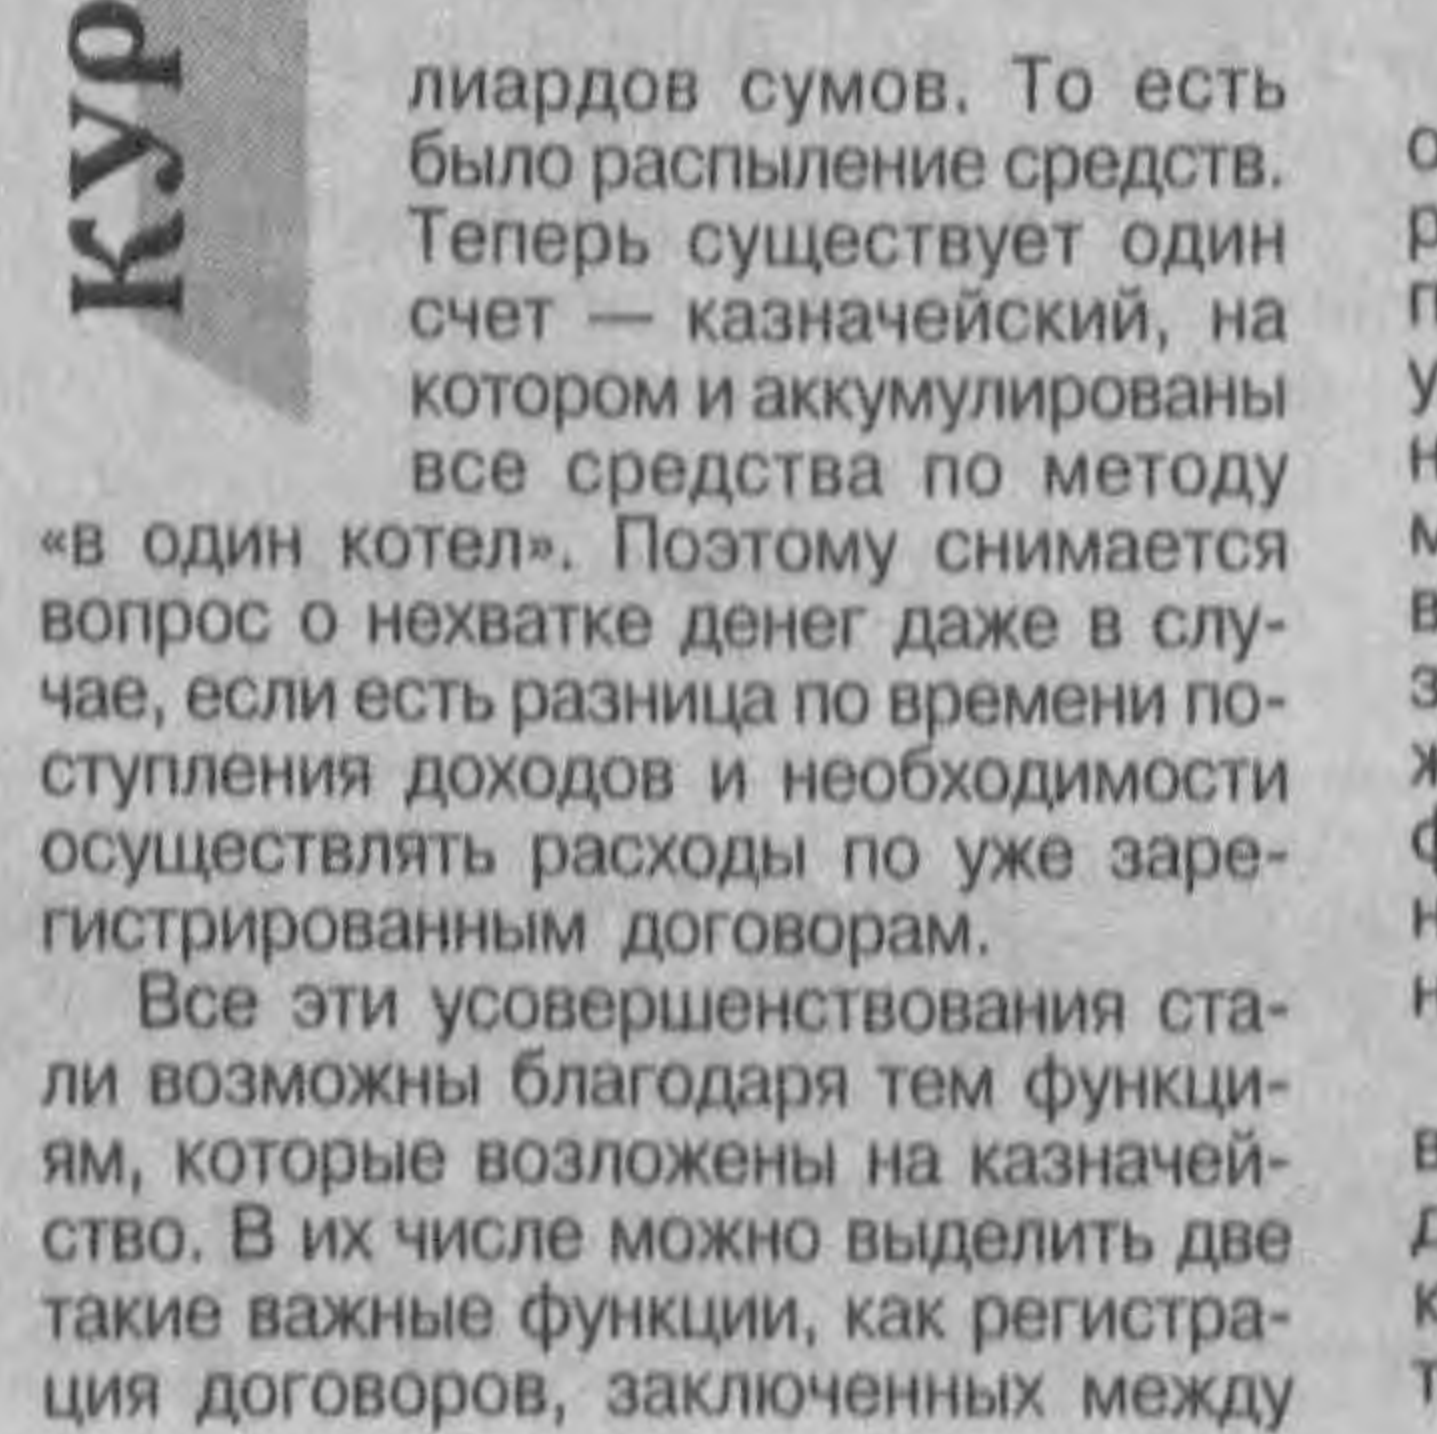 КУР
лиардов сумов. То есть
было распыление средств.
Теперь существует один
счет — казначейский, на
котором и аккумулированы
все средства по методу
«в один котел». Поэтому снимается
вопрос о нехватке денег даже в слу-
чае, если есть разница по времени по-
ступления доходов и необходимости
осуществлять расходы по уже заре-
гистрированным договорам.
Все эти усовершенствования ста-
ли возможны благодаря тем функци-
ям, которые возложены на казначей-
ство. В их числе можно выделить две
такие важные функции, как регистра-
ция договоров, заключенных между